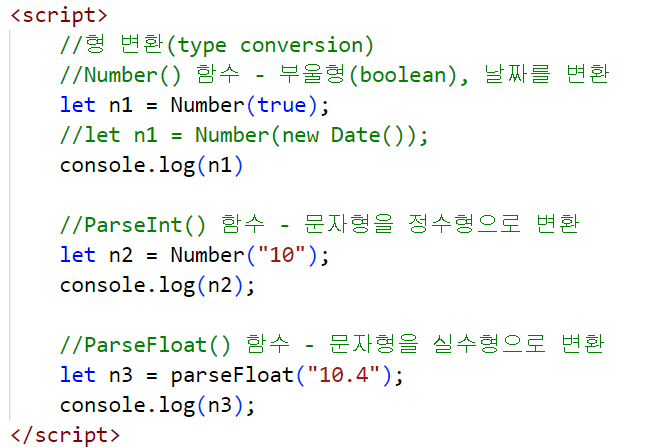 <script>
//형 변환(type conversion)
//Number() 함수 - 부울형(boolean), 날짜를 변환
let n1 = Number(true);
//let n1 = Number(new Date());
console.log(n1)
//ParseInt() 함수 - 문자형을 정수형으로 변환
let n2 = Number("10");
console.log(n2);
//ParseFloat() 함수 - 문자형을 실수형으로 변환
let n3 = parseFloat("10.4");
console.log(n3);
</script>